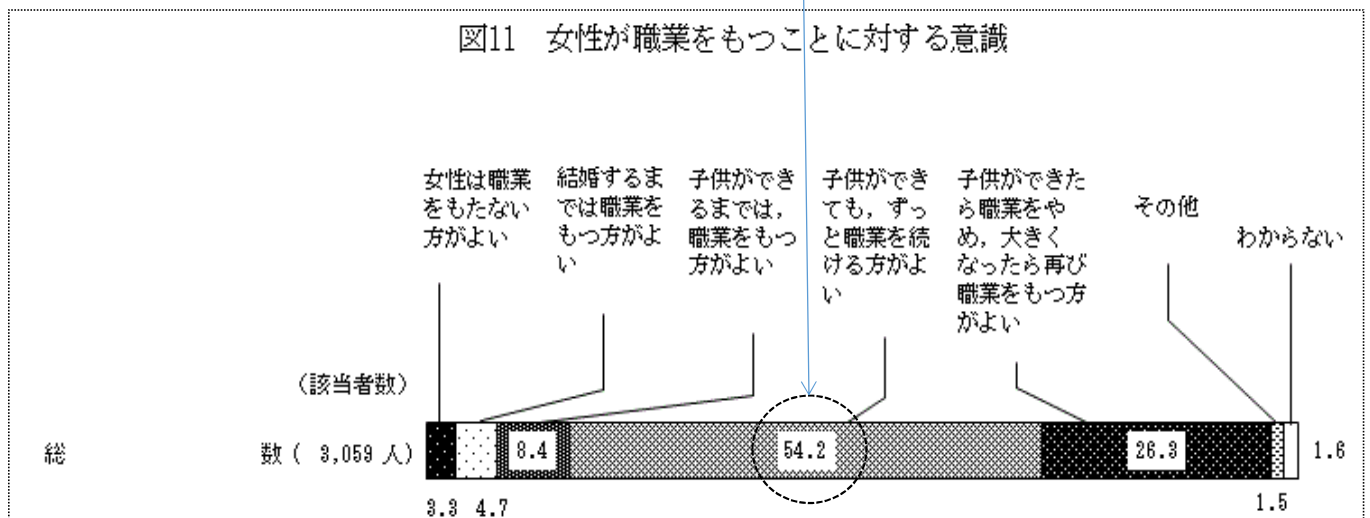 図11　女性が職業をもつことに対する意識
女性は職業
をもたない
方がよい
結婚するま
では職業を
もつ方がよ
い
子供ができ
るまでは，
職業をもつ
方がよい
子供ができ
ても，ずっ
と職業を続
ける方がよ
い
子供ができた
ら職業をや
め，大きく
なったら再び
職業をもつ方
がよい
その他
わからない
（該当者数）
総　　　　　　　　数 ( 3,059 人)
8.4
54.2
26.3
1.6
3.3 4.7
1.5